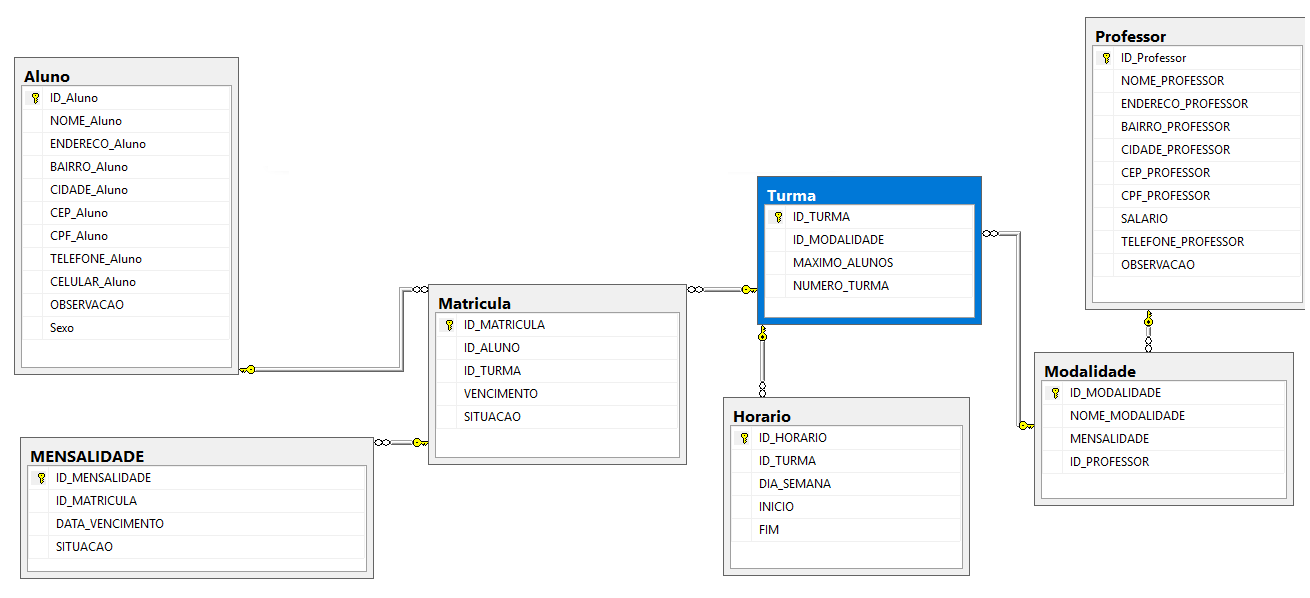 Aluno
ID_Aluno
NOME_Aluno
ENDERECO_Aluno
BAIRRO_Aluno
CIDADE_Aluno
CEP_Aluno
CPF_Aluno
TELEFONE_Aluno
CELULAR_Aluno
OBSERVACAO
Sexo
MENSALIDADE
ID_MENSALIDADE
ID_MATRICULA
DATA_VENCIMENTO
SITUACAO
Matricula
ID_MATRICULA
ID_ALUNO
ID_TURMA
VENCIMENTO
SITUACAO
Turma
ID_TURMA
ID_MODALIDADE
MAXIMO_ALUNOS
NUMERO_TURMA
Horario
ID_HORARIO
ID_TURMA
DIA_SEMANA
INICIO
FIM
Professor
ID_Professor
NOME_PROFESSOR
ENDERECO_PROFESSOR
BAIRRO_PROFESSOR
CIDADE_PROFESSOR
CEP_PROFESSOR
CPF_PROFESSOR
SALARIO
TELEFONE_PROFESSOR
OBSERVACAO
Modalidade
ID_MODALIDADE
NOME_MODALIDADE
MENSALIDADE
ID_PROFESSOR